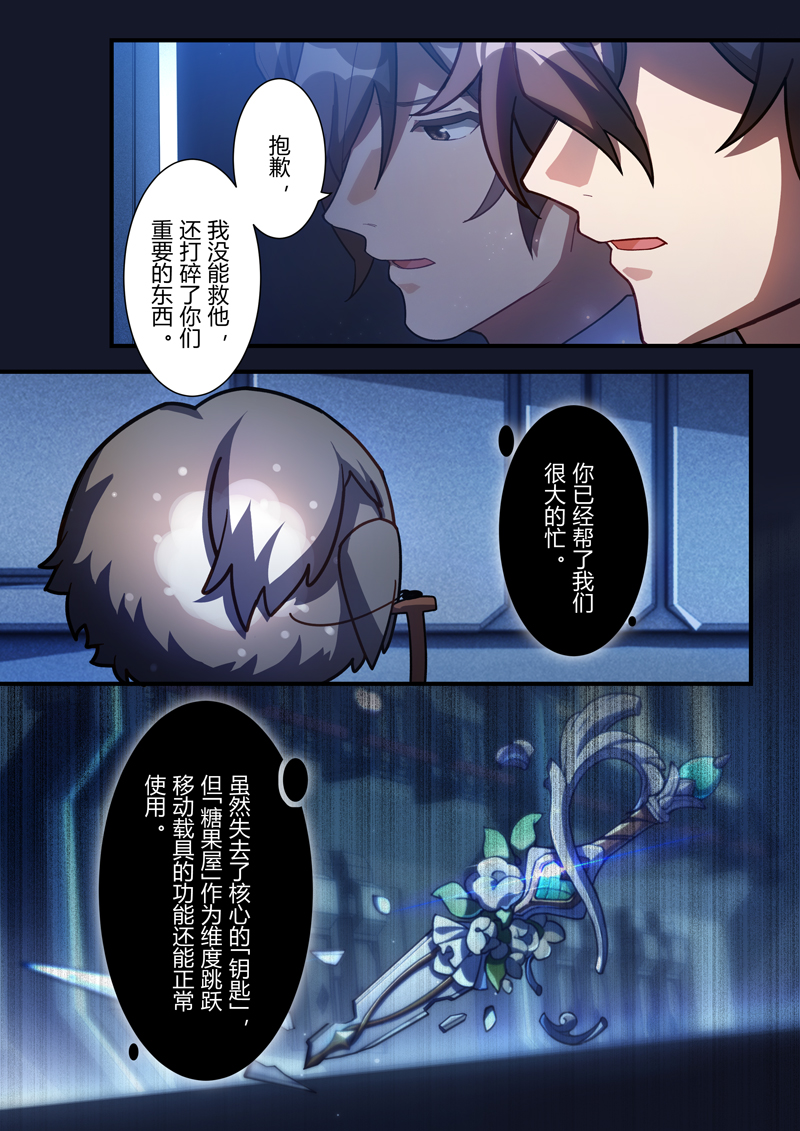 抱歉，
我没能救他，
还打碎了你们
重要的东西。
你已经帮了我们
很大的忙。
虽然失去了核心的「钥匙」，
但「糖果屋」作为维度跳跃
移动载具的功能还能正常
使用。